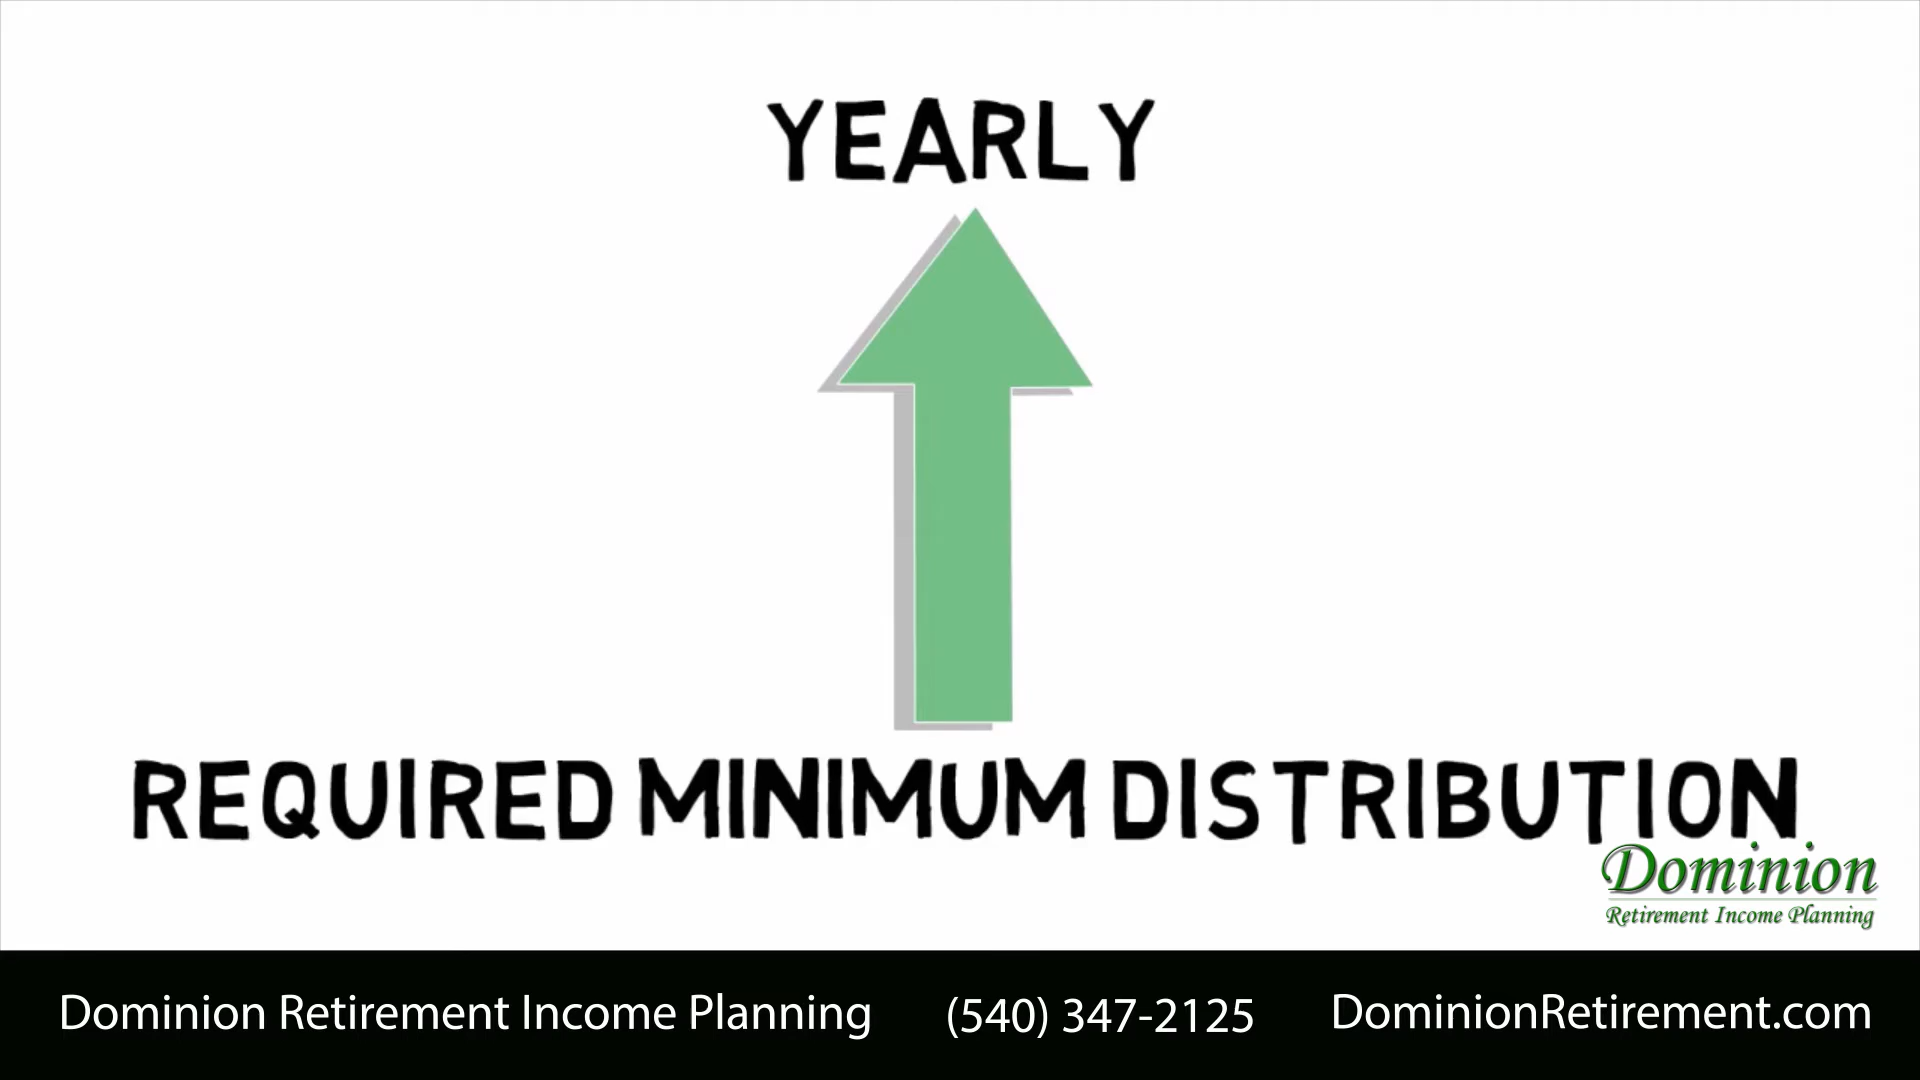 YEARLY
REQUIRED MINIMUM DISTRIBUTION
Dominion
Retirement Income Planning
Dominion Retirement Income Planning (540) 347-2125 DominionRetirement.com